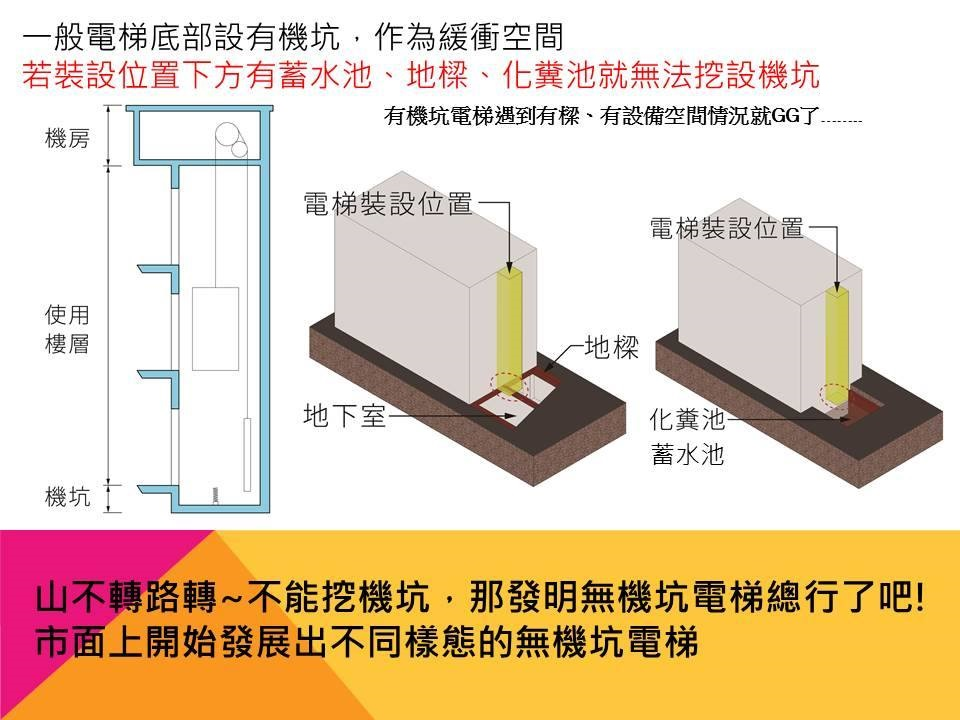 一般電梯底部設有機坑，作為緩衝空間
若裝設位置下方有蓄水池、地樑、化糞池就無法挖設機坑
有機坑電梯遇到有樑、有設備空間情況就GG了........
機房
電梯裝設位置
電梯裝設位置
使用
樓層
地樑
地下室
化糞池
蓄水池
機坑
山不轉路轉~不能挖機坑，那發明無機坑電梯總行了吧!
市面上開始發展出不同樣態的無機坑電梯